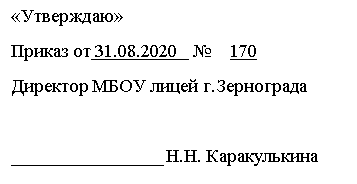 «Утверждаю»
Приказ от 31.08.2020 № 170
Директор МБОУ лицей г.Зернограда
________________ Н.Н. Каракулькина